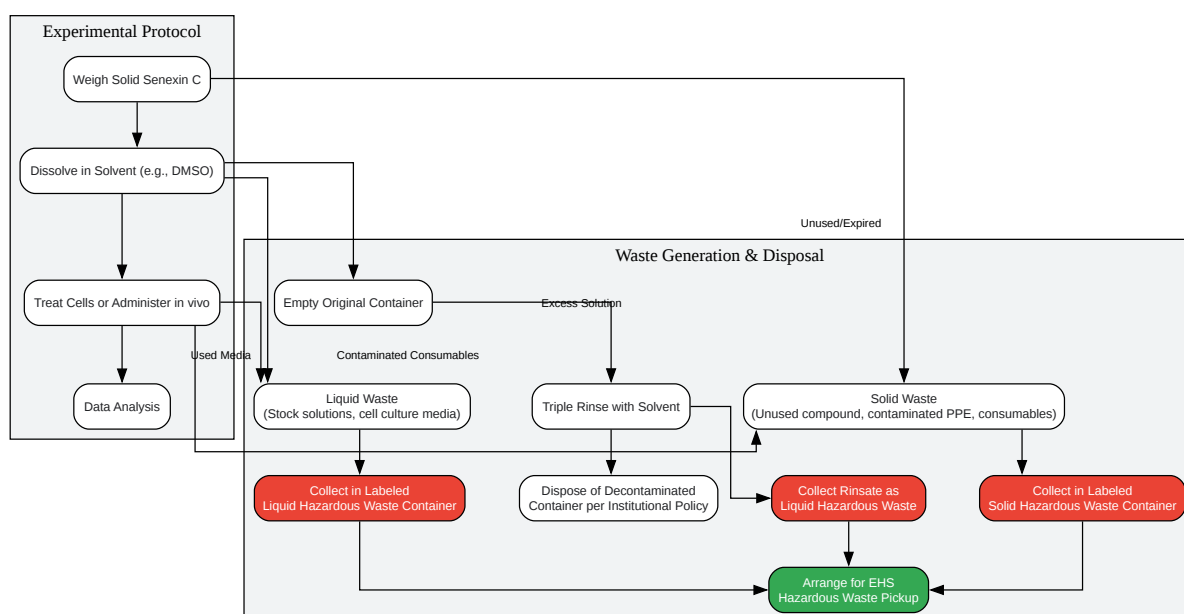 Experimental Protocol
Weigh Solid Senexin C
Dissolve in Solvent (e.g., DMSO)
Unused/Expired
Waste Generation & Disposal
Treat Cells or Administer in vivo
Empty Original Container
Excess Solution
Used Media
Contaminated Consumables
Data Analysis
Liquid Waste
(Stock solutions, cell culture media)
Triple Rinse with Solvent
Solid Waste
(Unused compound, contaminated PPE, consumables)
Collect in Labeled
Liquid Hazardous Waste Container
Dispose of Decontaminated
Container per Institutional Policy
Collect Rinsate as
Liquid Hazardous Waste
Collect in Labeled
Solid Hazardous Waste Container
Arrange for EHS
Hazardous Waste Pickup